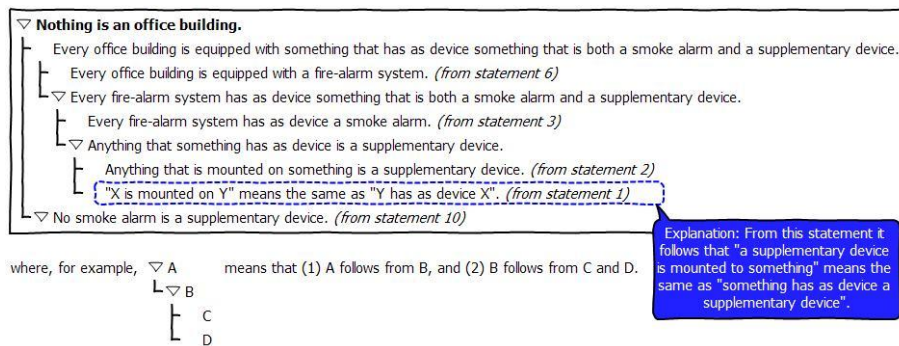 Nothing is an office building.
Every office building is equipped with something that has as device something that is both a smoke alarm and a supplementary device.
Every office building is equipped with a fire-alarm system. (from statement 6)
Every fire-alarm system has as device something that is both a smoke alarm and a supplementary device.
Every fire-alarm system has as device a smoke alarm. (from statement 3)
Anything that something has as device is a supplementary device.
Anything that is mounted on something is a supplementary device. (from statement 2)
"X is mounted on Y" means the same as "Y has as device X". (from statement 1)
No smoke alarm is a supplementary device. (from statement 10)
Explanation: From this statement it
follows that "a supplementary device
is mounted to something" means the
same as "something has as device a
supplementary device".
where, for example, A means that (1) A follows from B, and (2) B follows from C and D.
B
C
D